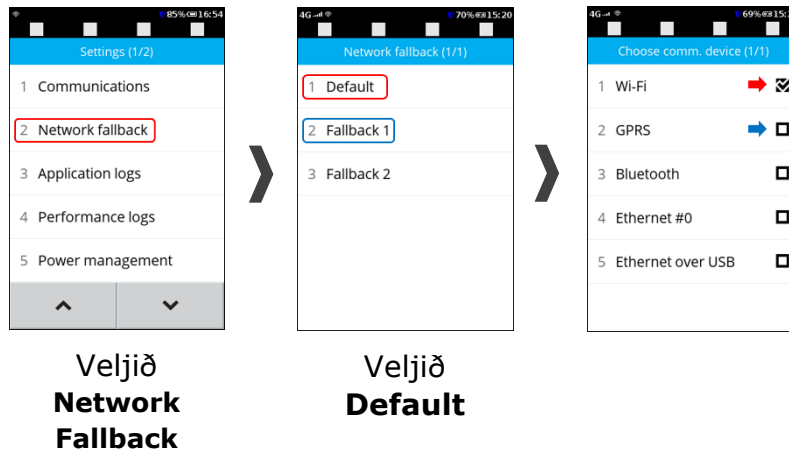 85% 16:54
Settings (1/2)
1 Communications
2 Network fallback
3 Application logs
4 Performance logs
5 Power management
Veljið
Network
Fallback
4G 70% 15:20
Network fallback (1/1)
1 Default
2 Fallback 1
3 Fallback 2
Veljið
Default
4G 69% 15:
Choose comm. device (1/1)
1 Wi-Fi
2 GPRS
3 Bluetooth
4 Ethernet #0
5 Ethernet over USB